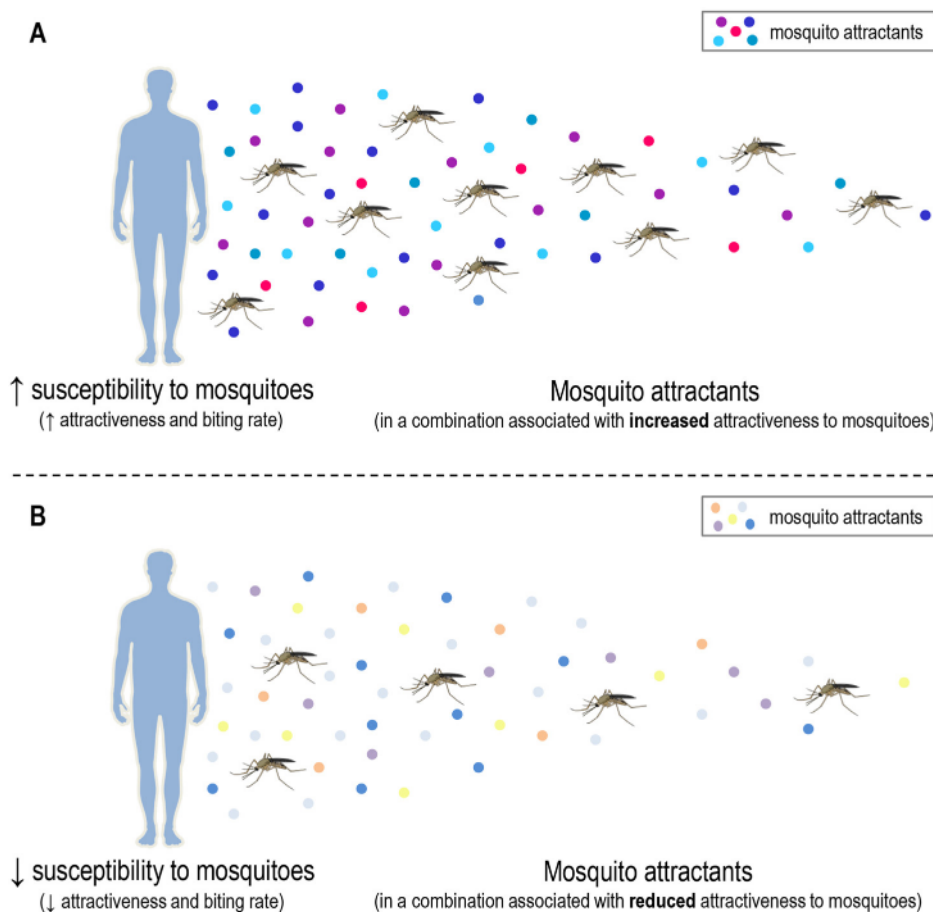 A
mosquito attractants
↑ susceptibility to mosquitoes
(↑ attractiveness and biting rate)
Mosquito attractants
(in a combination associated with increased attractiveness to mosquitoes)
B
mosquito attractants
↓ susceptibility to mosquitoes
(↓ attractiveness and biting rate)
Mosquito attractants
(in a combination associated with reduced attractiveness to mosquitoes)